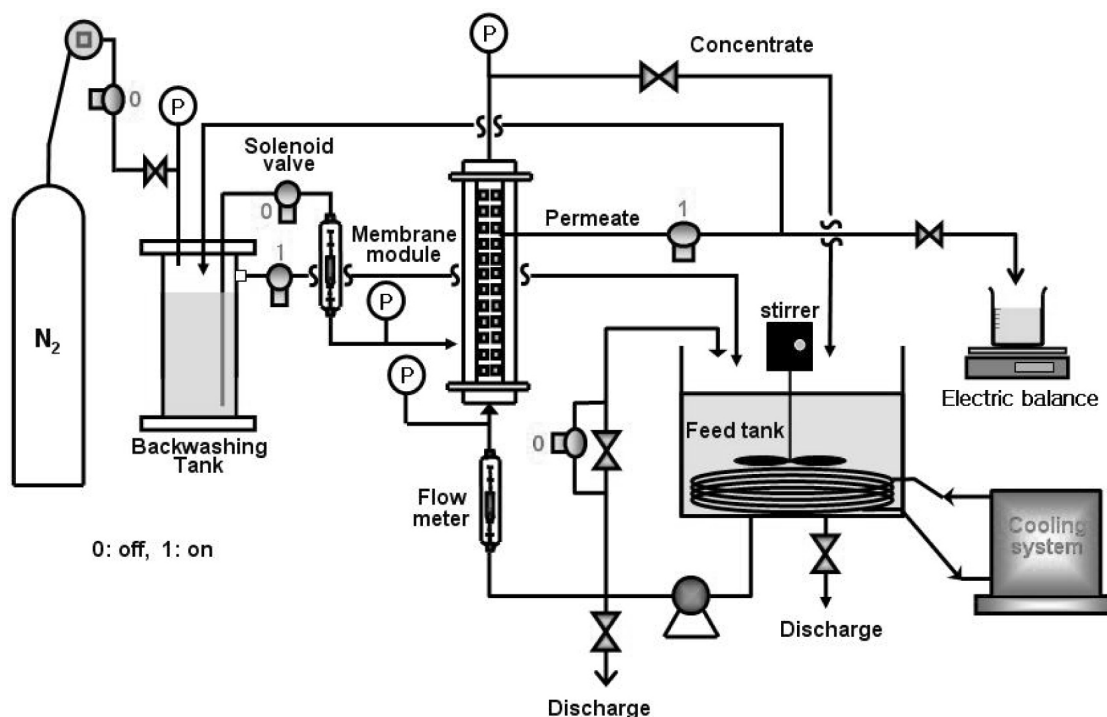 P
Concentrate
0
P
Solenoid
valve
0
Permeate
1
Membrane
module
1
P
stirrer
N2
P
Electric balance
Feed tank
0
Backwashing
Tank
Flow
meter
Cooling
system
0: off, 1: on
Discharge
Discharge